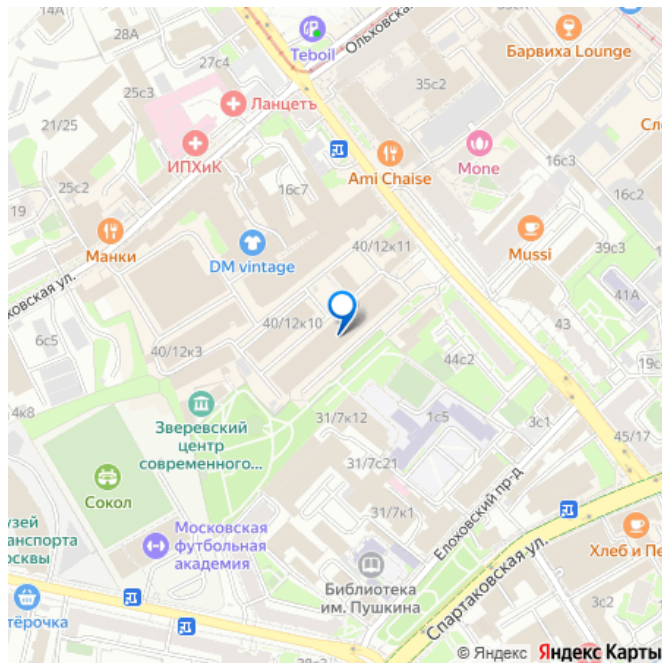 14А
28А
Teboil
Ольховская
Барвиха Lounge
27с4
25с3
35с2
Ланцетъ
21/25
ИПХиК
Ami Chaise
Mone
16с3
25с2
16с7
16с2
19
Манки
DM vintage
40/12к11
Mussi
39с3
ховская ул.
41А
6с5
40/12к10
43
40/12к3
44с2
4к8
Зверевский
центр
современного...
31/7к12
1с5
3с1
45/17
31/7с21
Сокол
31/7к1
Елоховский пр-д
Московская
футбольная
академия
Хлеб и Пе
Библиотека
им. Пушкина
Спартаковская ул.
тёрочка
3с2
© Яндекс Яндекс Карты